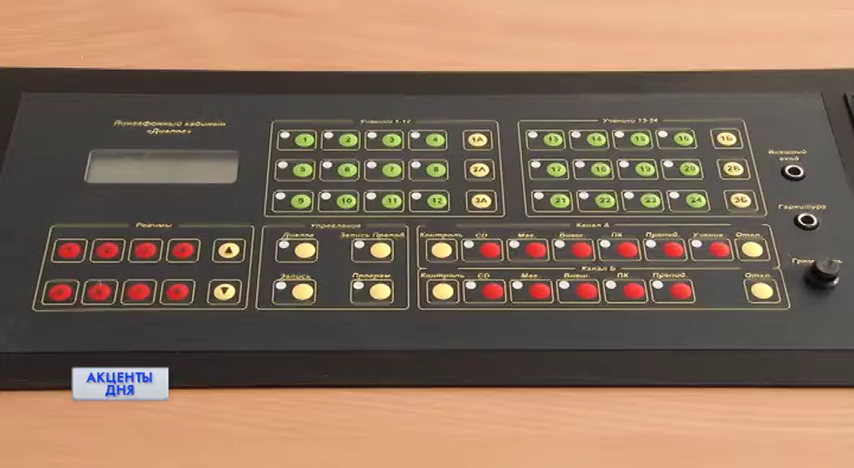 Лингафонный кабинет
«Диалог»
Ученики 1-12
1 2 3 4 1А
5 6 7 8 2А
9 10 11 12 3А
Ученики 13-24
13 14 15 16 1Б
17 18 19 20 2Б
21 22 23 24 3Б
Внешний
вход
Гарнитура
Режимы
Управление
Диалог Запись Препод
Запись Програм
Канал А
Контроль CD Маг. Внеш. ПК Препод. Ученик Откл.
Канал Б
Контроль CD Маг. Внеш. ПК Препод. Откл.
АКЦЕНТЫ
ДНЯ